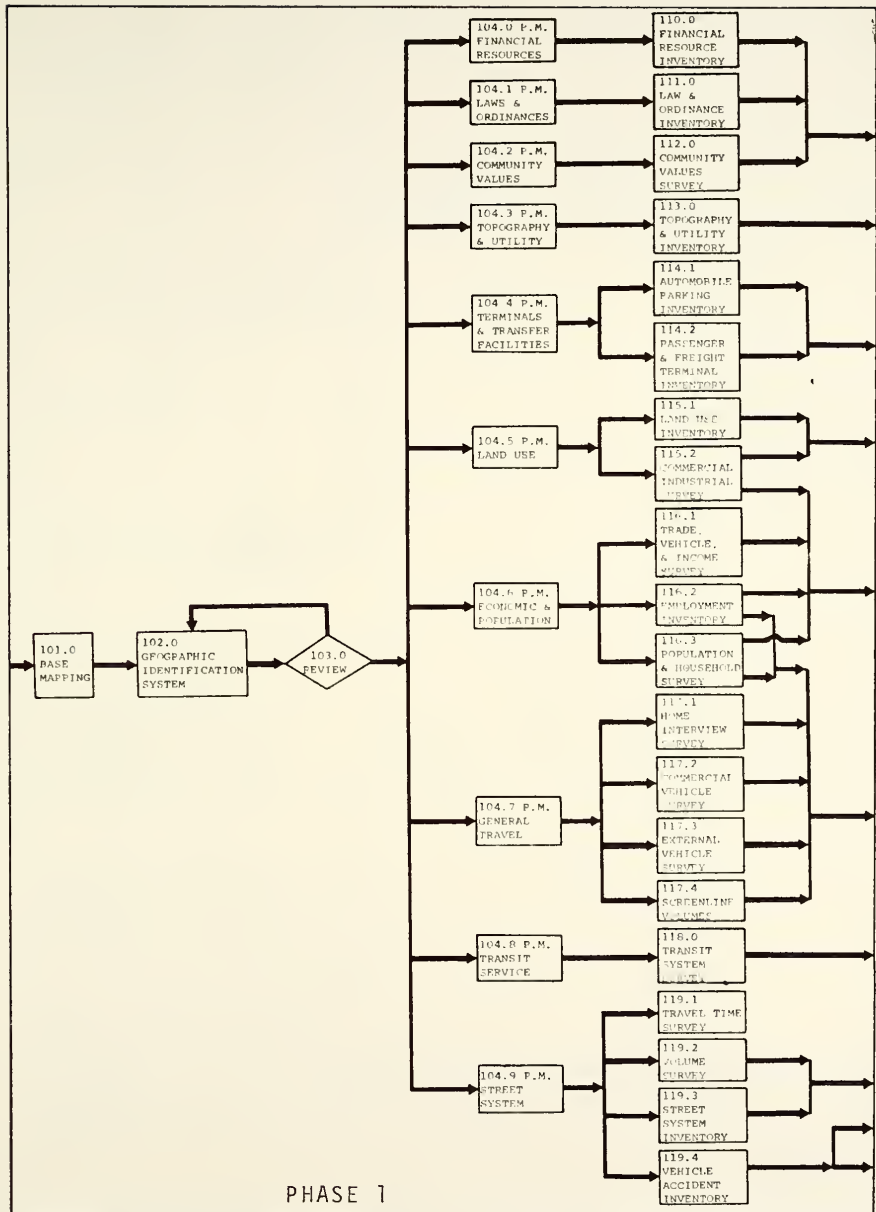 101.0
BASE
MAPPING
102.0
GEOGRAPHIC
IDENTIFICATION
SYSTEM
103.0
REVIEW
104.0 P.M.
FINANCIAL
RESOURCES
104.1 P.M.
LAWS &
ORDINANCES
104.2 P.M.
COMMUNITY
VALUES
104.3 P.M.
TOPOGRAPHY
& UTILITY
104.4 P.M.
TERMINALS
& TRANSFER
FACILITIES
104.5 P.M.
LAND USE
104.6 P.M.
ECONOMIC &
POPULATION
104.7 P.M.
GENERAL
TRAVEL
104.8 P.M.
TRANSIT
SERVICE
104.9 P.M.
STREET
SYSTEM
110.0
FINANCIAL
RESOURCE
INVENTORY
111.0
LAW &
ORDINANCE
INVENTORY
112.0
COMMUNITY
VALUES
SURVEY
113.0
TOPOGRAPHY
& UTILITY
INVENTORY
114.1
AUTOMOBILE
PARKING
INVENTORY
114.2
PASSENGER
& FREIGHT
TERMINAL
INVENTORY
115.1
LAND USE
INVENTORY
115.2
COMMERCIAL
INDUSTRIAL
SURVEY
116.1
TRADE,
VEHICLE,
& INCOME
SURVEY
116.2
EMPLOYMENT
INVENTORY
116.3
POPULATION
& HOUSEHOLD
SURVEY
117.1
HOME
INTERVIEW
SURVEY
117.2
COMMERCIAL
VEHICLE
SURVEY
117.3
EXTERNAL
VEHICLE
SURVEY
117.4
SCREENLINE
VOLUMES
118.0
TRANSIT
SYSTEM
SURVEY
119.1
TRAVEL TIME
SURVEY
119.2
VOLUME
SURVEY
119.3
STREET
SYSTEM
INVENTORY
119.4
VEHICLE
ACCIDENT
INVENTORY
PHASE 1